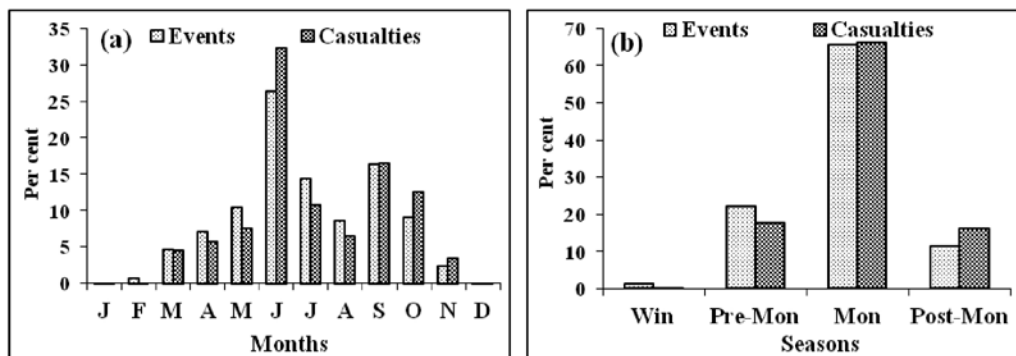 (a)
Events
Casualties
Per cent
35
30
25
20
15
10
5
0
J F M A M J J A S O N D
Months
(b)
Events
Casualties
Per cent
70
60
50
40
30
20
10
0
Win Pre-Mon Mon Post-Mon
Seasons